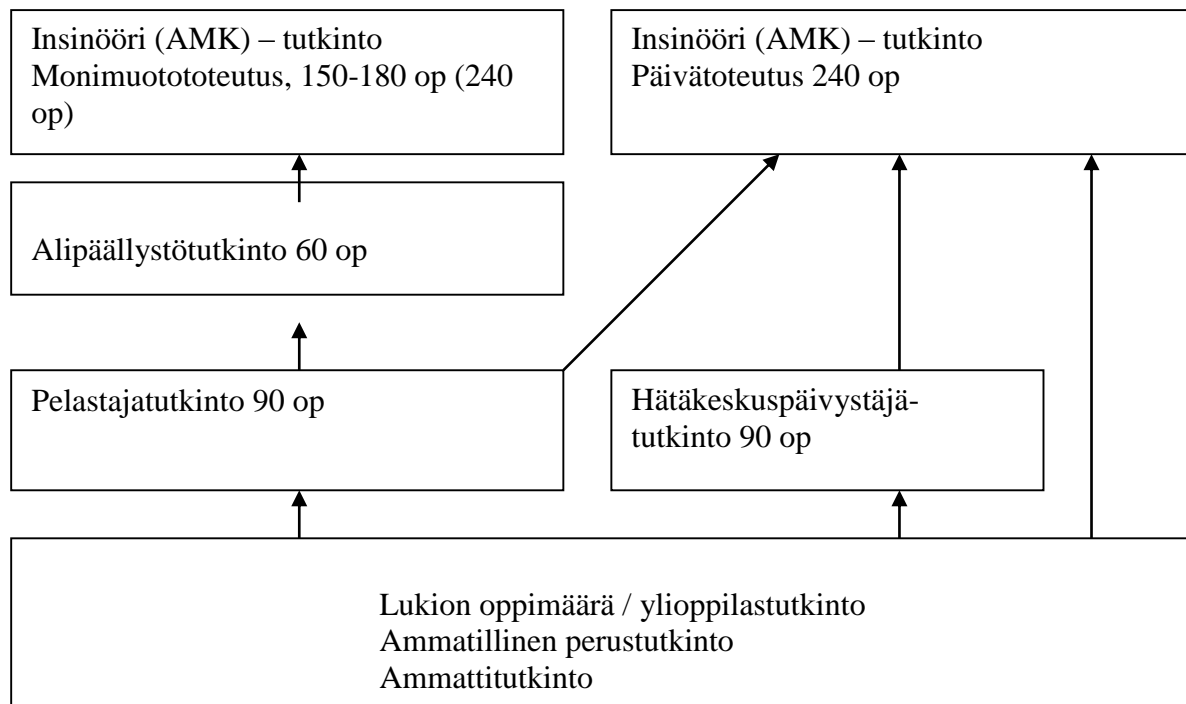 Insinööri (AMK) – tutkinto
Monimuotototeutus, 150-180 op (240
op)
Insinööri (AMK) – tutkinto
Päivätoteutus 240 op
Alipäällystötutkinto 60 op
Pelastajatutkinto 90 op
Hätäkeskuspäivystäjä-
tutkinto 90 op
Lukion oppimäärä / ylioppilastutkinto
Ammatillinen perustutkinto
Ammattitutkinto